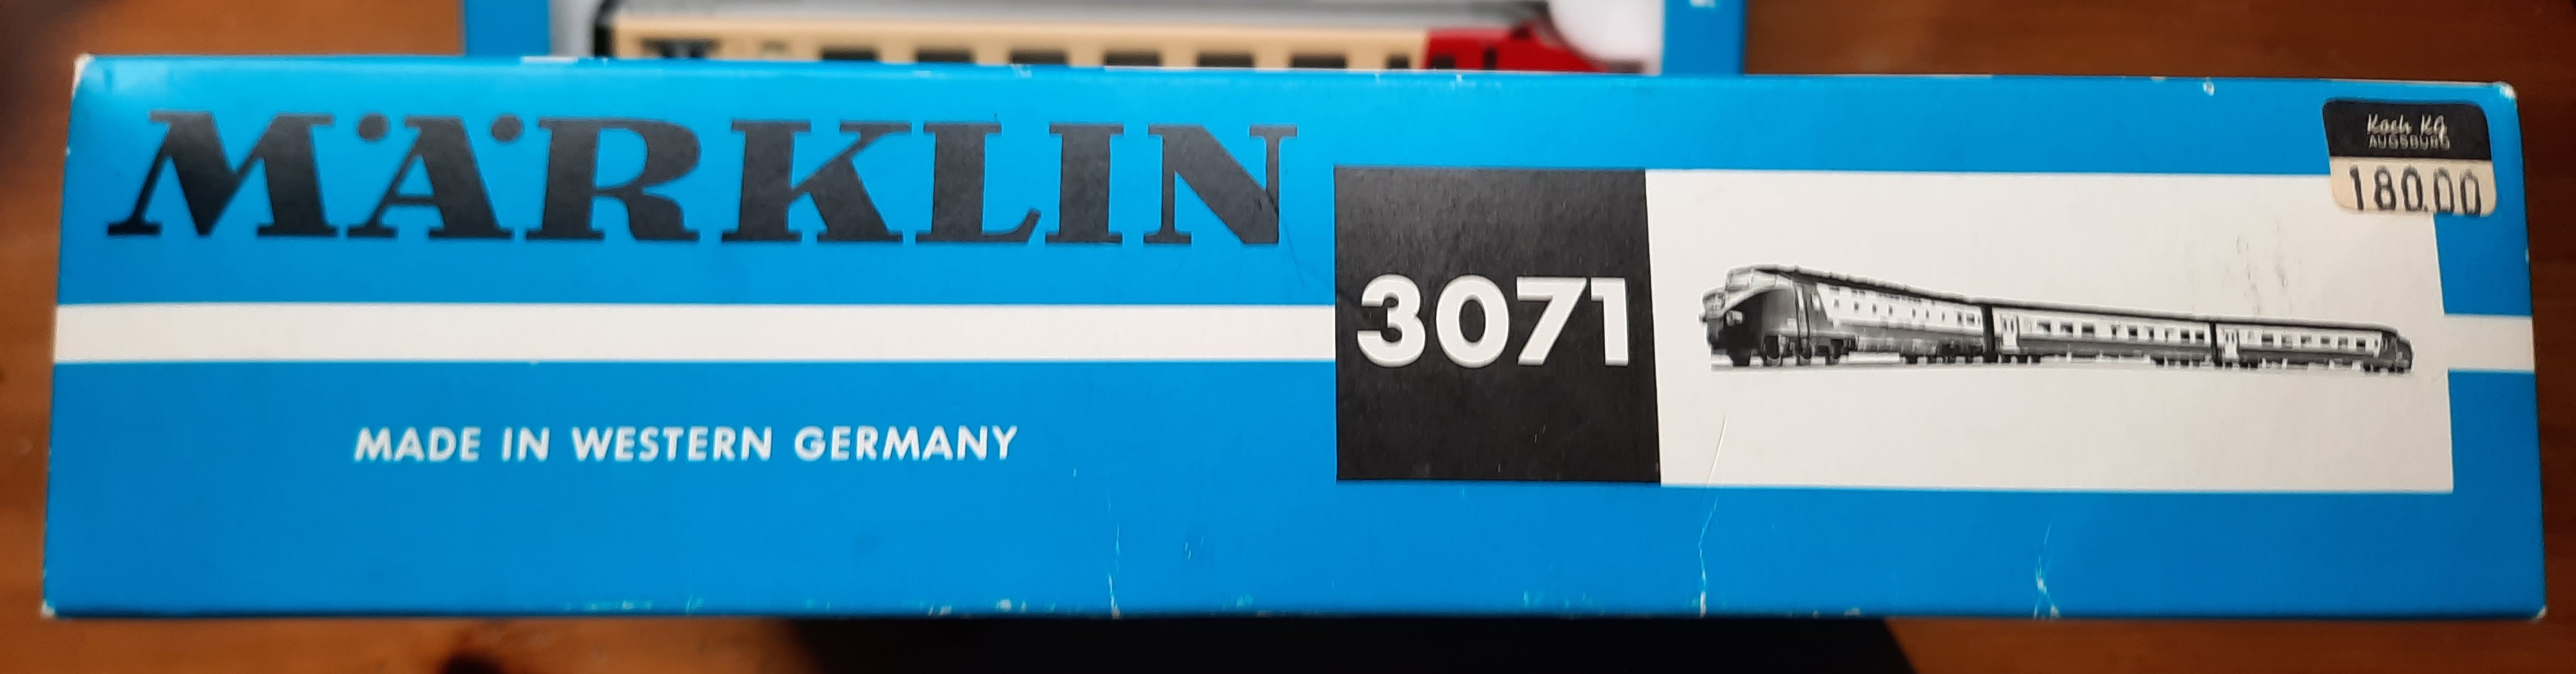 MÄRKLIN
MADE IN WESTERN GERMANY
3071
Koch KG
AUGSBURG
180.00